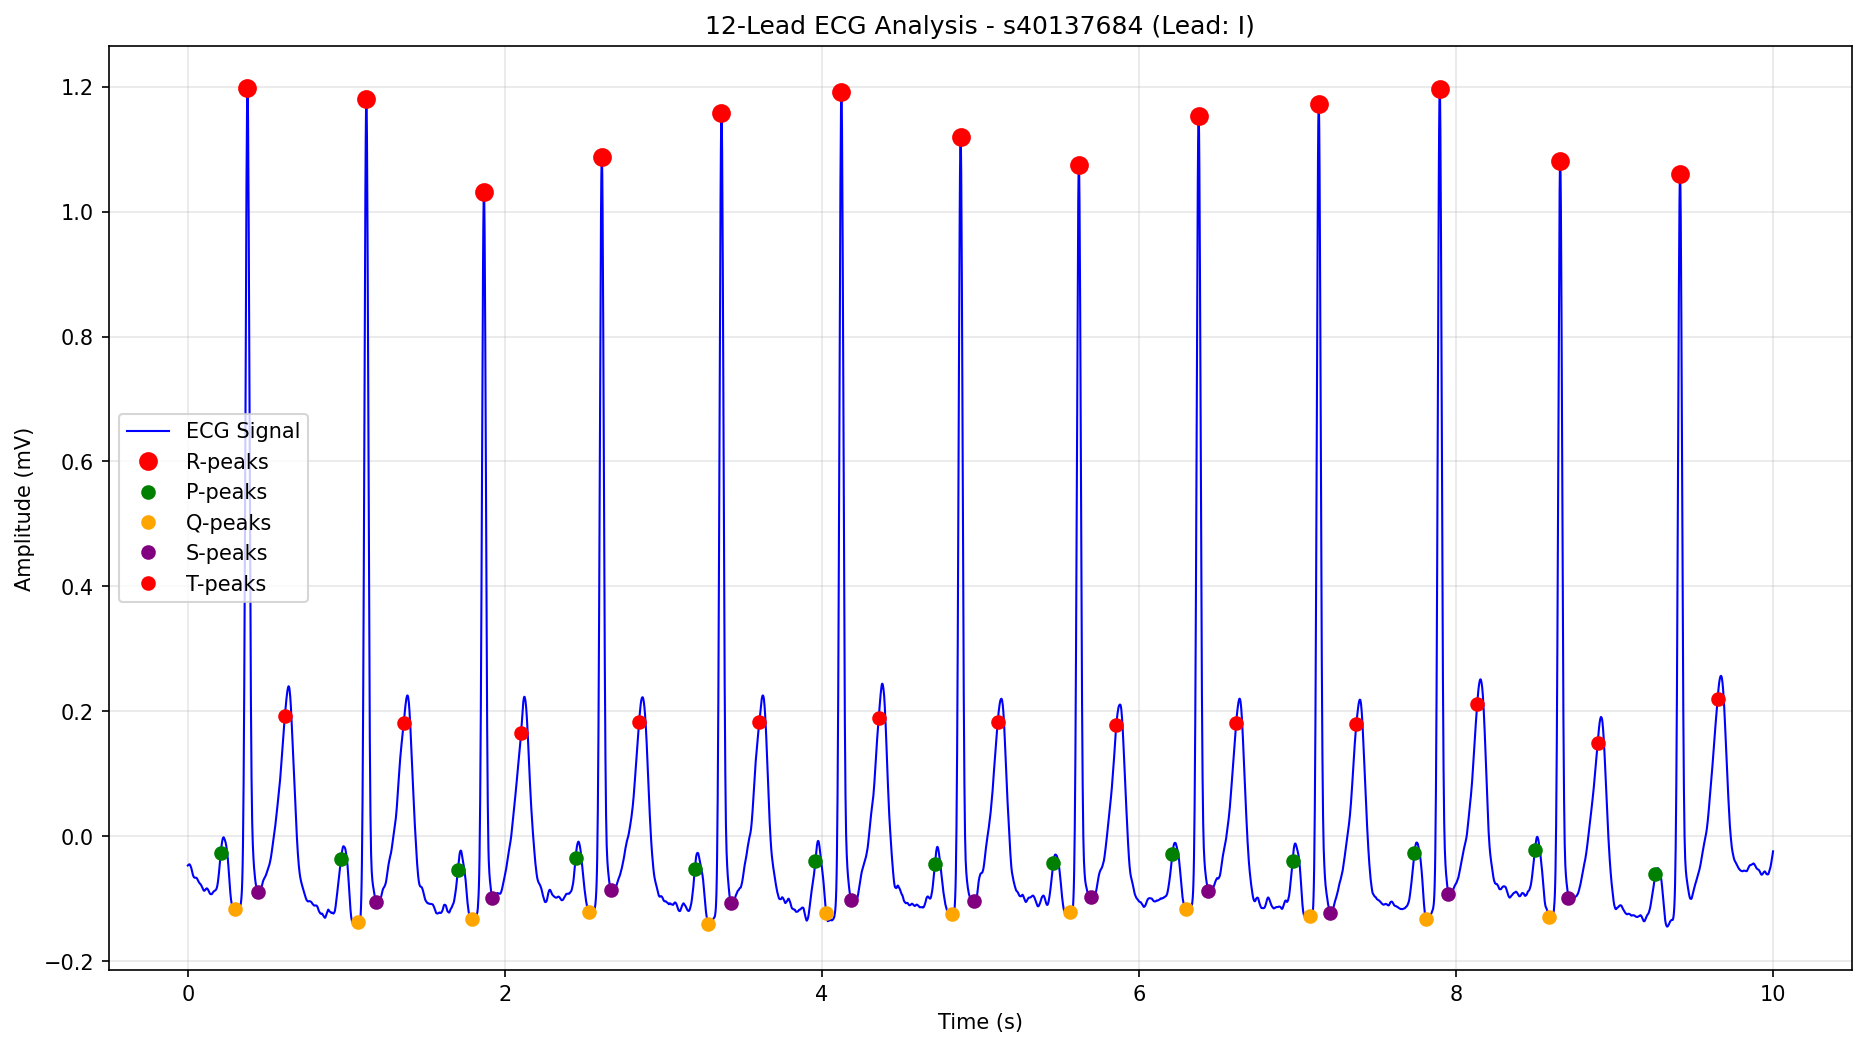 12-Lead ECG Analysis - s40137684 (Lead: I)
1.2
1.0
0.8
0.6
0.4
0.2
0.0
−0.2
Amplitude (mV)
ECG Signal
R-peaks
P-peaks
Q-peaks
S-peaks
T-peaks
0 2 4 6 8 10
Time (s)